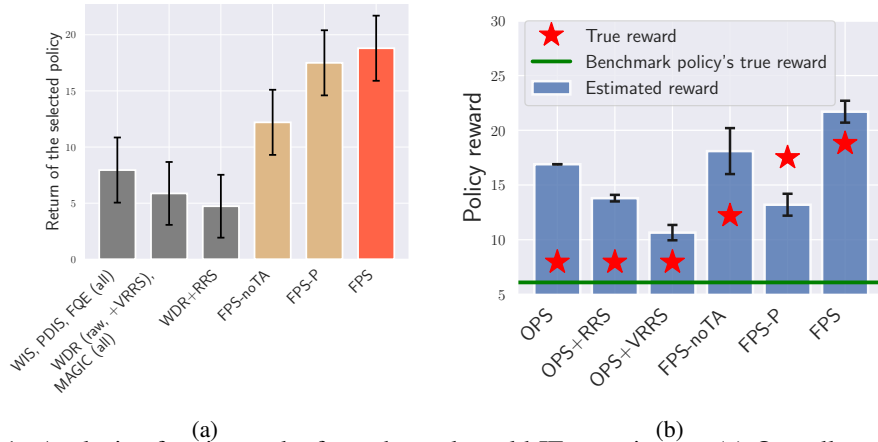 Return of the selected policy
20
15
10
5
0
WIS, PDIS, FQE (all)
WDR (raw, +VRRS),
MAGIC (all)
WDR+RRS
FPS-noTA
FPS-P
FPS
(a)
Policy reward
30
25
20
15
10
5
True reward
Benchmark policy's true reward
Estimated reward
OPS
OPS+RRS
OPS+VRRS
FPS-noTA
FPS-P
FPS
(b)